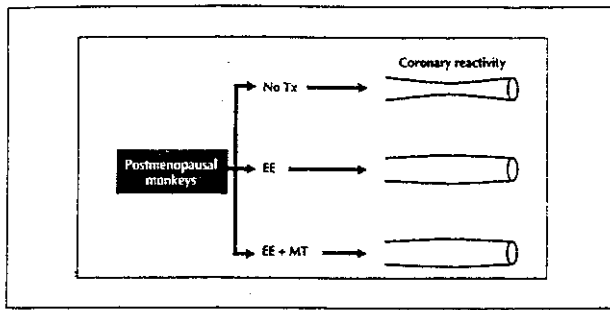 Coronary reactivity
No Tx
Postmenopausal
monkeys
EE
EE + MT